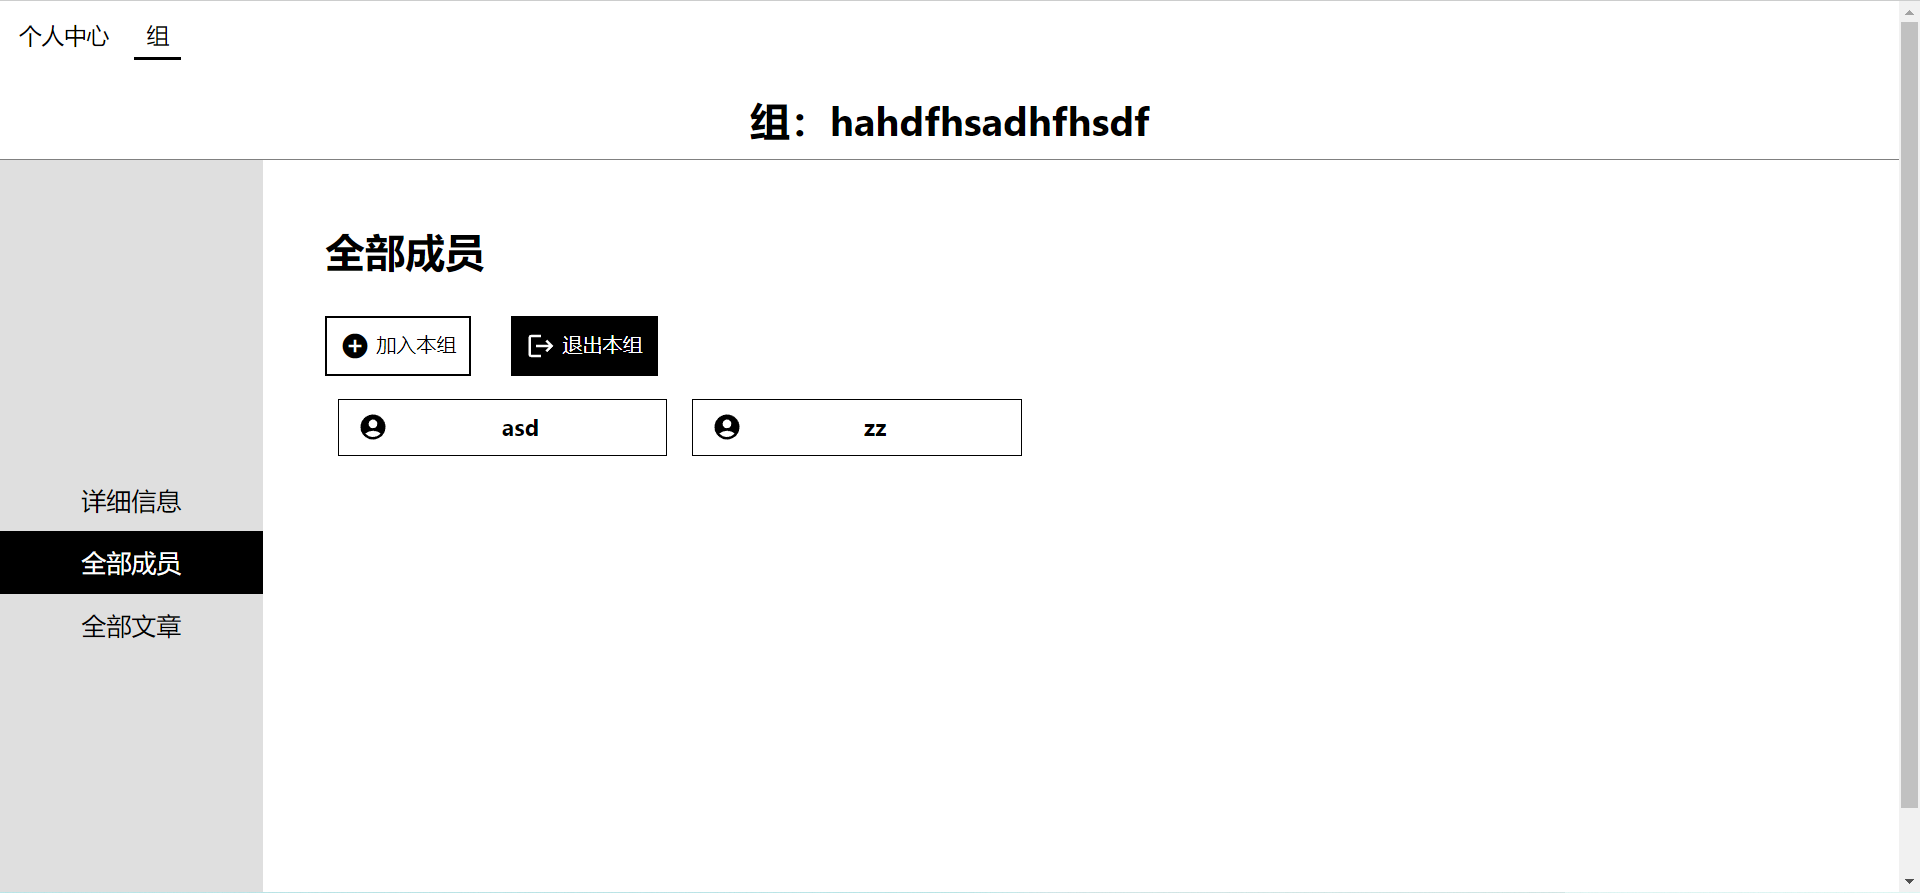 个人中心 组
组：hahdfhsadhfhsdf
全部成员
加入本组 退出本组
asd zz
详细信息
全部成员
全部文章